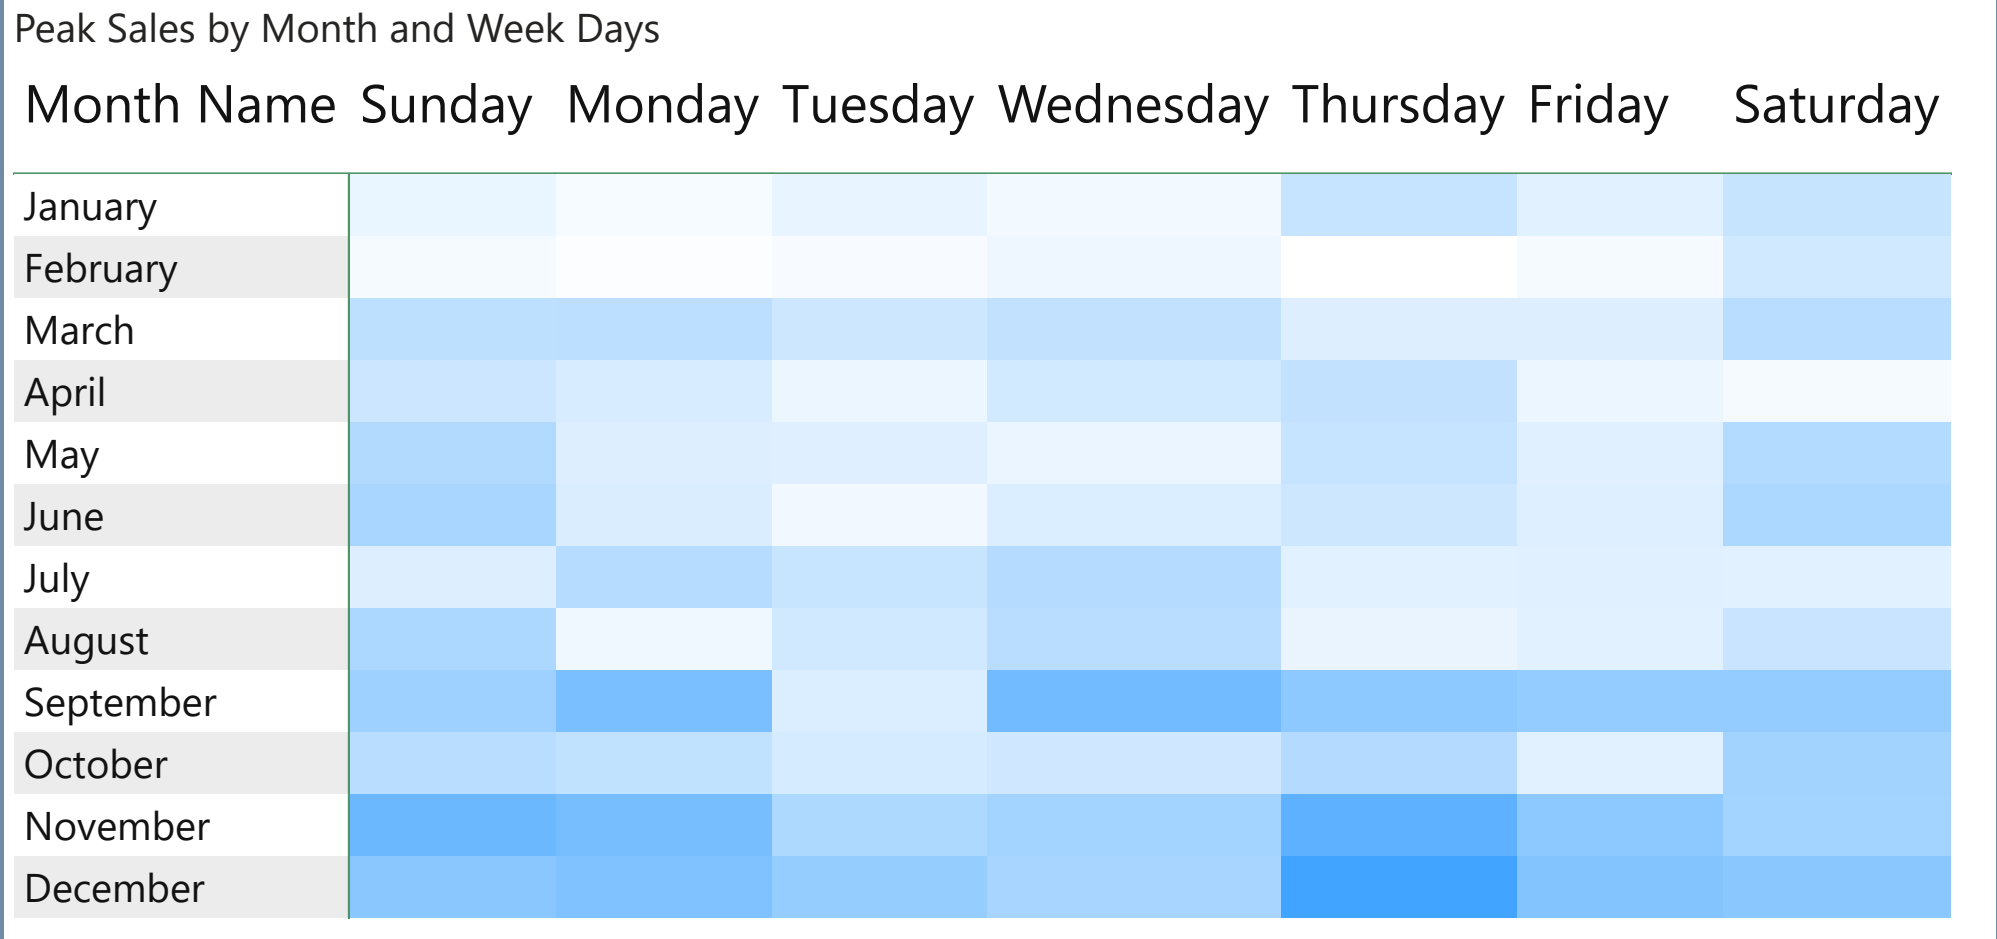 Peak Sales by Month and Week Days
Month Name Sunday Monday Tuesday Wednesday Thursday Friday Saturday
January
February
March
April
May
June
July
August
September
October
November
December